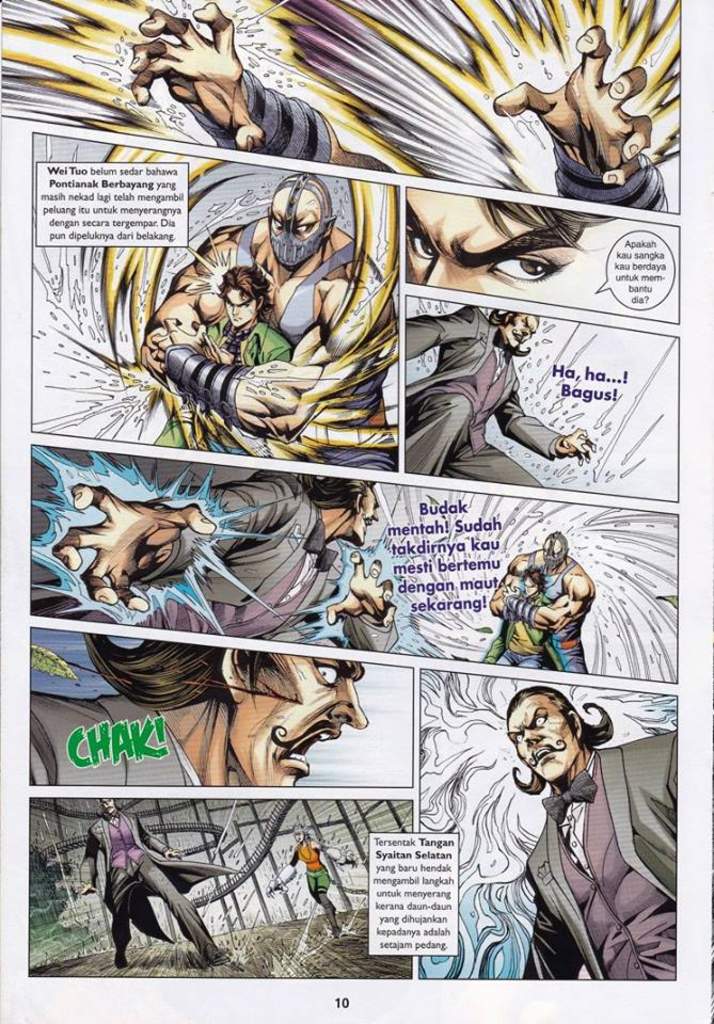 Wei Tuo belum sedar bahawa
Pontianak Berbayang yang
masih nekad lagi telah mengambil
peluang itu untuk menyerangnya
dengan secara tergempar. Dia
pun dipeluknya dari belakang.
Apakah
kau sangka
kau berdaya
untuk mem-
bantu
dia?
Ha, ha...!
Bagus!
Budak
mentah! Sudah
takdirnya kau
mesti bertemu
dengan maut
sekarang!
CHAK!
Tersentak Tangan
Syaitan Selatan
yang baru hendak
mengambil langkah
untuk menyerang
kerana daun-daun
yang dihujankan
kepadanya adalah
setajam pedang.
10